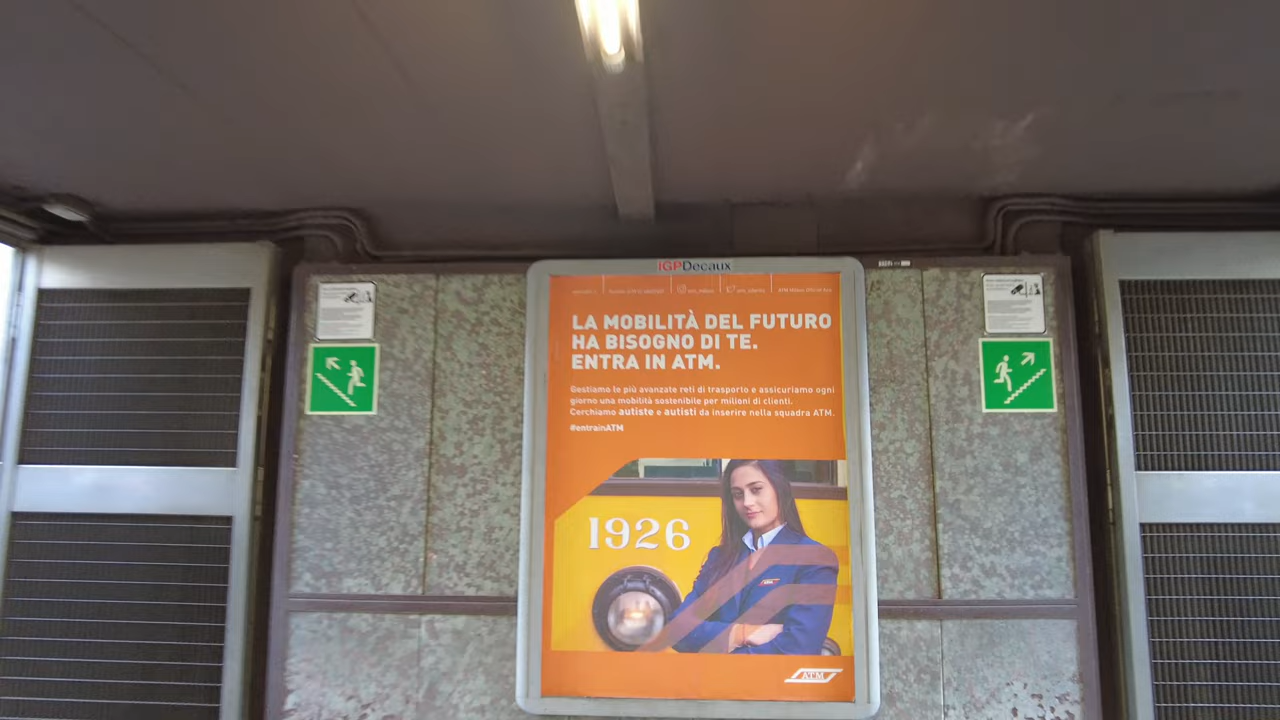 IGPDecaux
LA MOBILITÀ DEL FUTURO
HA BISOGNO DI TE.
ENTRA IN ATM.
Gestiamo le più avanzate reti di trasporto e assicuriamo ogni
giorno una mobilità sostenibile per milioni di clienti.
Cerchiamo autiste e autisti da inserire nella squadra ATM.
#entrainATM
1926
ATM